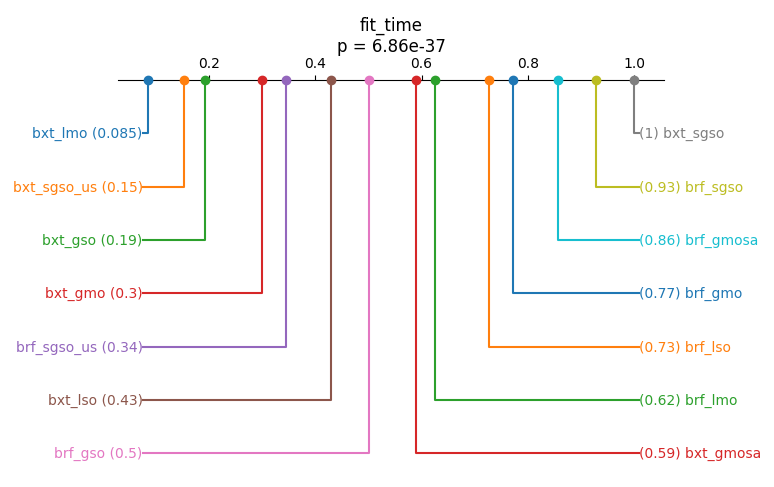 fit_time
p = 6.86e-37
0.2 0.4 0.6 0.8 1.0
bxt_lmo (0.085) (1) bxt_sgso
bxt_sgso_us (0.15) (0.93) brf_sgso
bxt_gso (0.19) (0.86) brf_gmosa
bxt_gmo (0.3) (0.77) brf_gmo
brf_sgso_us (0.34) (0.73) brf_lso
bxt_lso (0.43) (0.62) brf_lmo
brf_gso (0.5) (0.59) bxt_gmosa